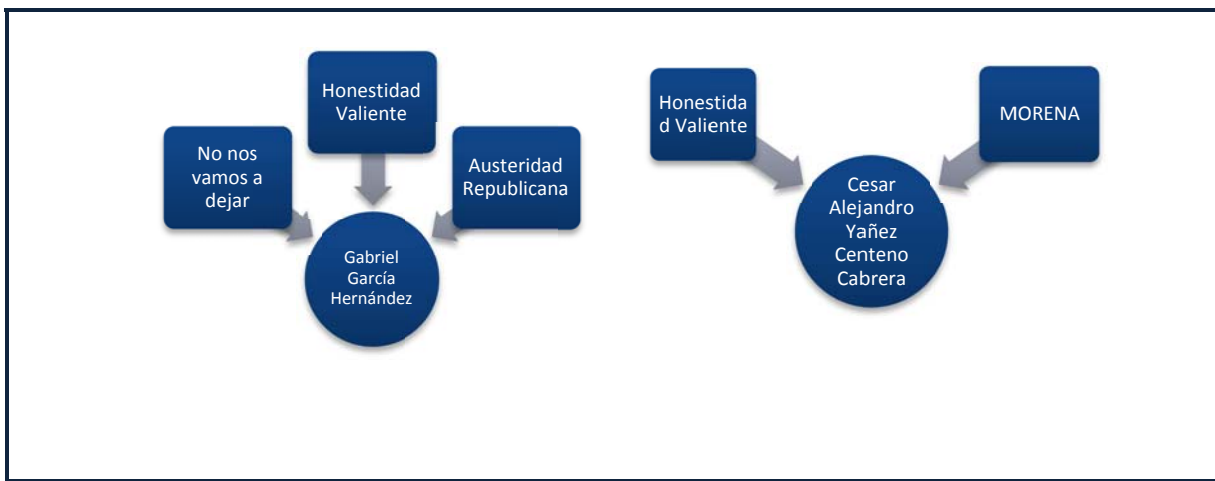 Honestidad
Valiente
No nos
vamos a
dejar
Austeridad
Republicana
Gabriel
García
Hernández
Honestida
d Valiente
MORENA
Cesar
Alejandro
Yañez
Centeno
Cabrera